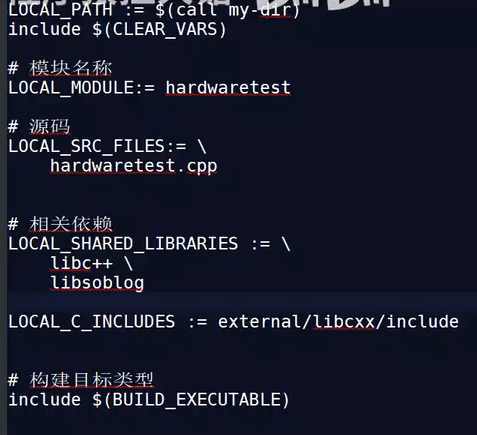 LOCAL_PATH := $(call my-dir)
include $(CLEAR_VARS)
# 模块名称
LOCAL_MODULE:= hardwaretest
# 源码
LOCAL_SRC_FILES:= \
    hardwaretest.cpp
# 相关依赖
LOCAL_SHARED_LIBRARIES := \
    libc++ \
    libsoblog
LOCAL_C_INCLUDES := external/libcxx/include
# 构建目标类型
include $(BUILD_EXECUTABLE)